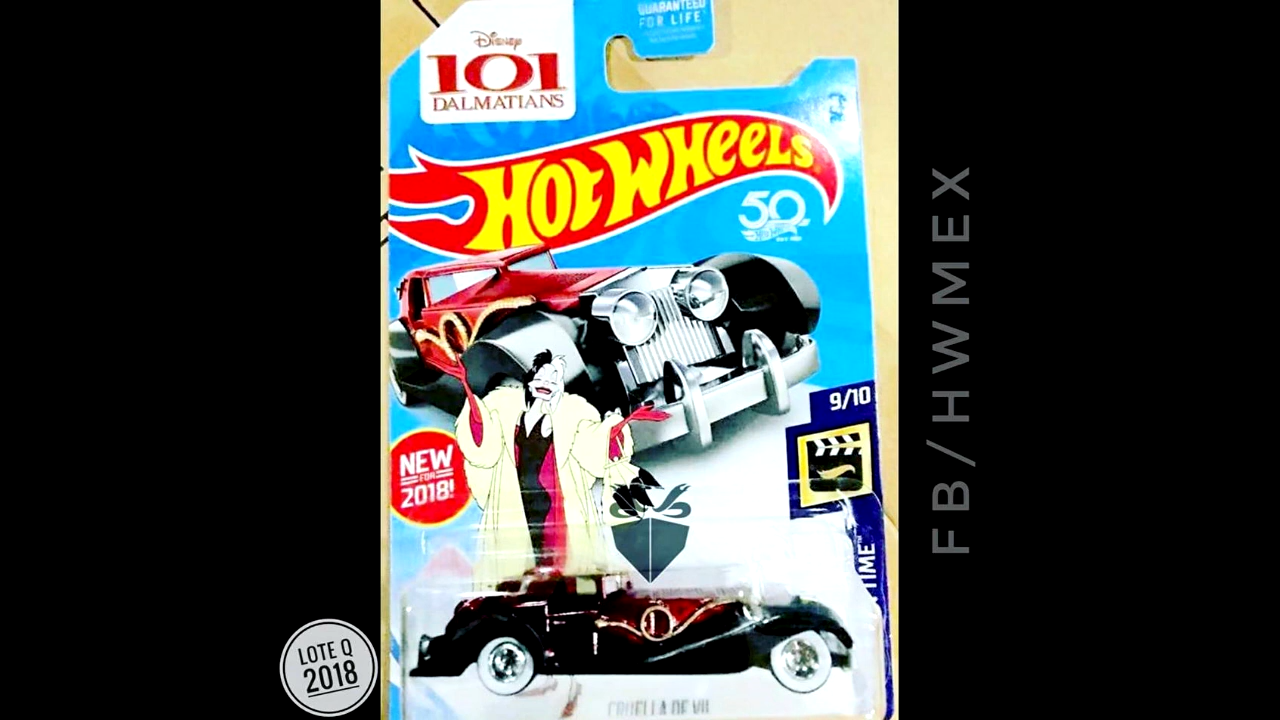 GUARANTEED
FOR LIFE
Disney
101
DALMATIANS
Hot Wheels
50
9/10
NEW
FOR
2018!
TIME
CRUELLA DE VIL
LOTE Q
2018
FB/HWMEX